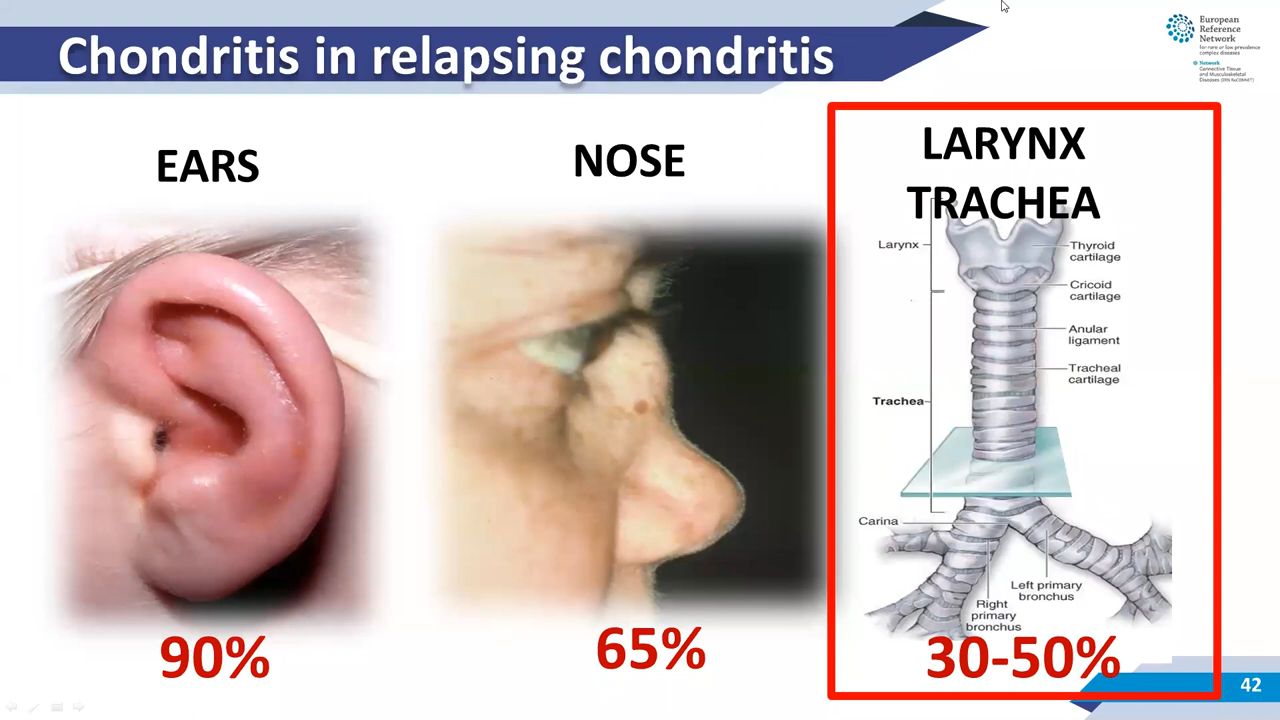 Chondritis in relapsing chondritis
European
Reference
Network
for rare or low prevalence
complex diseases
Network
Connective Tissue
and Musculoskeletal
Diseases (ERN ReCONNET)
EARS
NOSE
LARYNX
TRACHEA
Larynx
Thyroid
cartilage
Cricoid
cartilage
Anular
ligament
Tracheal
cartilage
Trachea
Carina
Left primary
bronchus
Right
primary
bronchus
90%
65%
30-50%
42